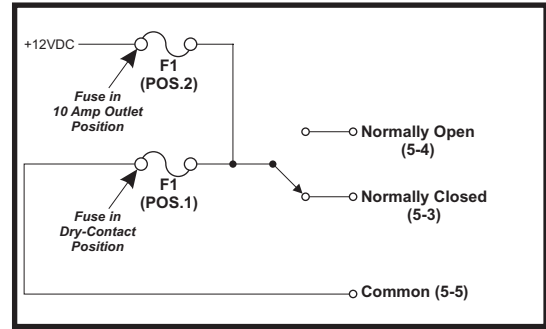 +12VDC
F1
(POS.2)
Fuse in
10 Amp Outlet
Position
Normally Open
(5-4)
F1
(POS.1)
Normally Closed
(5-3)
Fuse in
Dry-Contact
Position
Common (5-5)